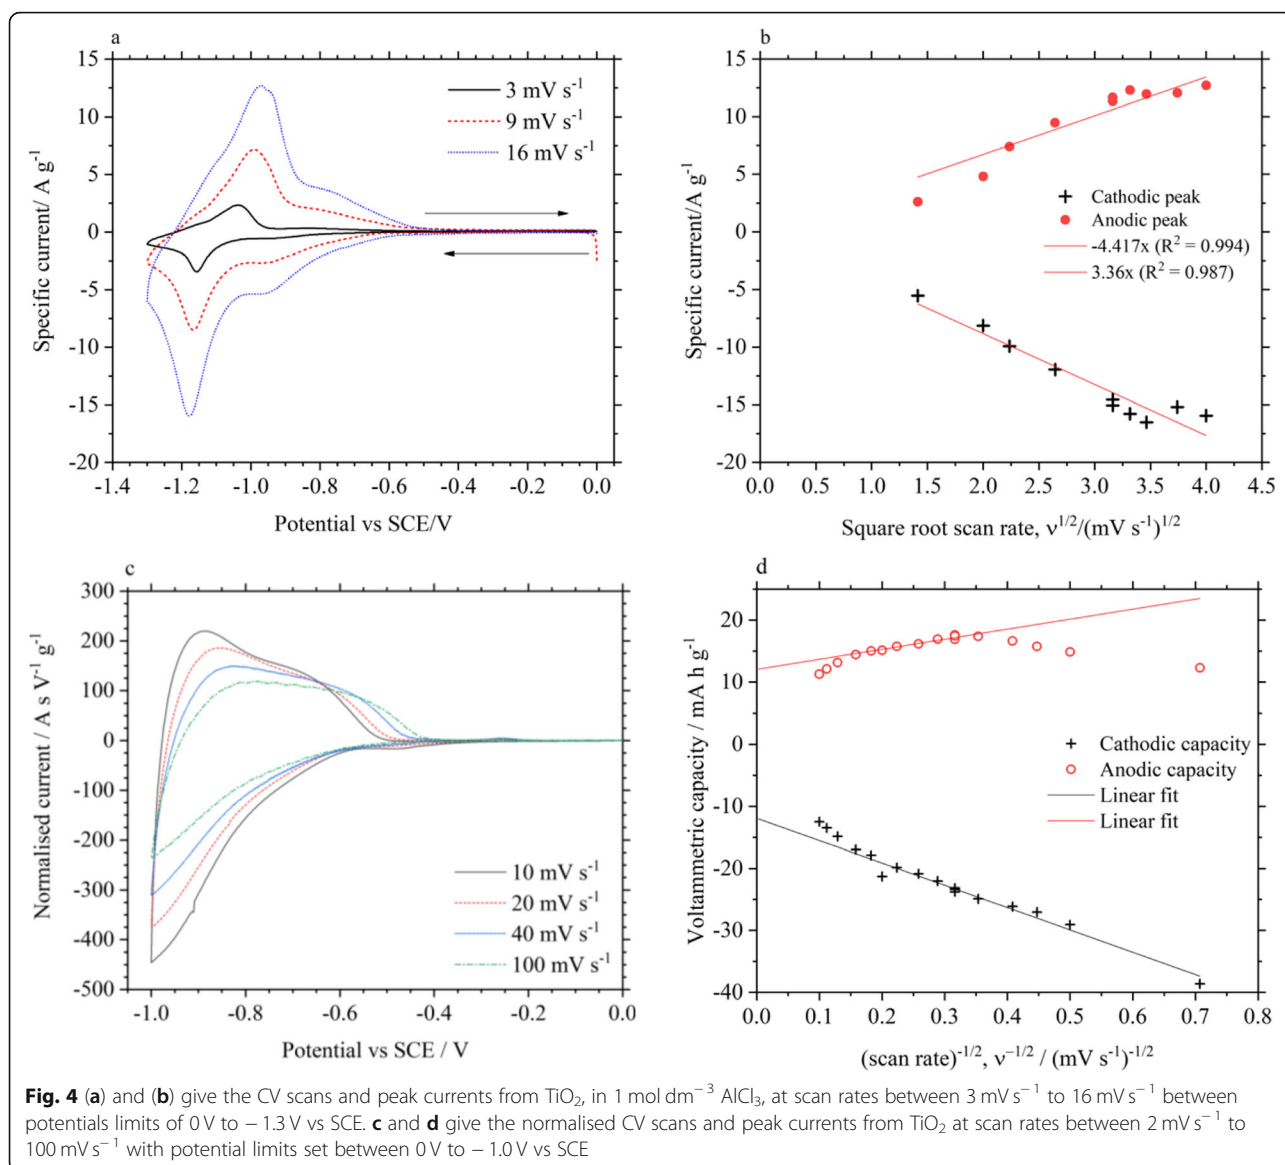 a
15
10
5
0
-5
-10
-15
-20
Specific current/ A g-1
3 mV s-1
9 mV s-1
16 mV s-1
-1.4 -1.2 -1.0 -0.8 -0.6 -0.4 -0.2 0.0
Potential vs SCE/V
b
15
10
5
0
-5
-10
-15
-20
Specific current/A g-1
Cathodic peak
Anodic peak
-4.417x (R2 = 0.994)
3.36x (R2 = 0.987)
0.0 0.5 1.0 1.5 2.0 2.5 3.0 3.5 4.0 4.5
Square root scan rate, ν1/2/(mV s-1)1/2
c
300
200
100
0
-100
-200
-300
-400
-500
Normalised current / A s V-1 g-1
10 mV s-1
20 mV s-1
40 mV s-1
100 mV s-1
-1.0 -0.8 -0.6 -0.4 -0.2 0.0
Potential vs SCE / V
d
20
10
0
-10
-20
-30
-40
Voltammetric capacity / mA h g-1
Cathodic capacity
Anodic capacity
Linear fit
Linear fit
0.0 0.1 0.2 0.3 0.4 0.5 0.6 0.7 0.8
(scan rate)-1/2, ν-1/2 / (mV s-1)-1/2
Fig. 4 (a) and (b) give the CV scans and peak currents from TiO2, in 1 mol dm− 3 AlCl3, at scan rates between 3 mV s− 1 to 16 mV s− 1 between
potentials limits of 0 V to − 1.3 V vs SCE. c and d give the normalised CV scans and peak currents from TiO2 at scan rates between 2 mV s− 1 to
100 mV s− 1 with potential limits set between 0 V to − 1.0 V vs SCE